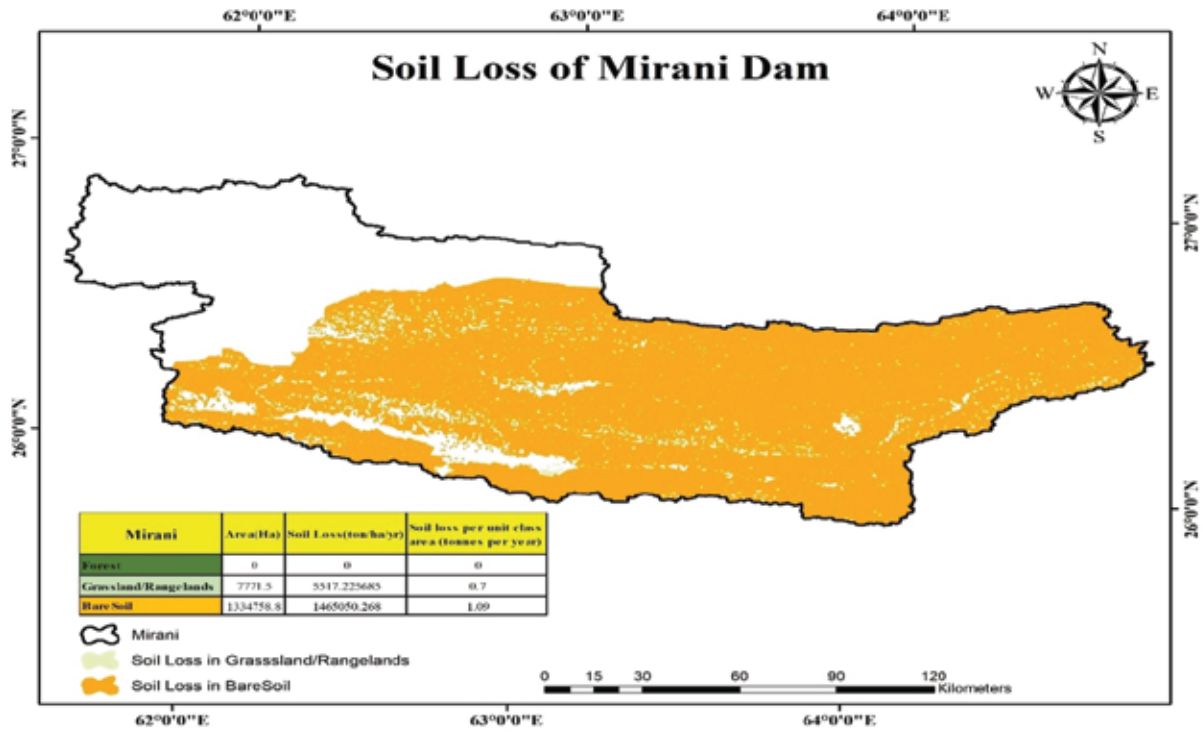 62°0'0"E 63°0'0"E 64°0'0"E
Soil Loss of Mirani Dam
N
W E
S
27°0'0"N
27°0'0"N
26°0'0"N
26°0'0"N
Mirani Area(Ha) Soil Loss(ton/ha/yr) Soil loss per unit class area (tonnes per year)
Forest 0 0 0
Grassland/Rangelands 7771.5 5517.225685 0.7
BareSoil 1334758.8 1465050.268 1.09
Mirani
Soil Loss in Grasssland/Rangelands
Soil Loss in BareSoil
0 15 30 60 90 120
Kilometers
62°0'0"E 63°0'0"E 64°0'0"E